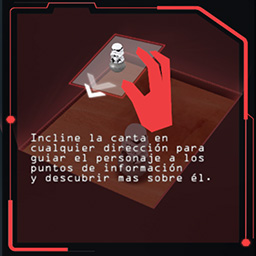 Incline la carta en
cualquier dirección para
guiar el personaje a los
puntos de información
y descubrir mas sobre él.